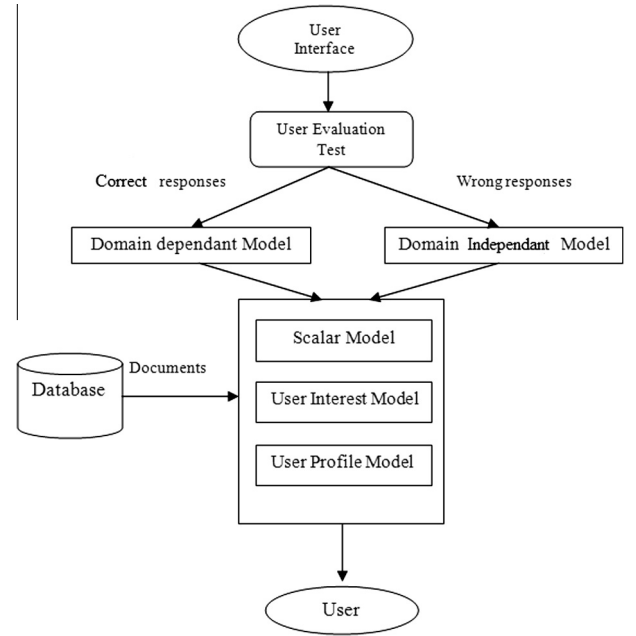 User
Interface
User Evaluation
Test
Correct responses
Wrong responses
Domain dependant Model
Domain Independant Model
Scalar Model
Documents
Database
User Interest Model
User Profile Model
User